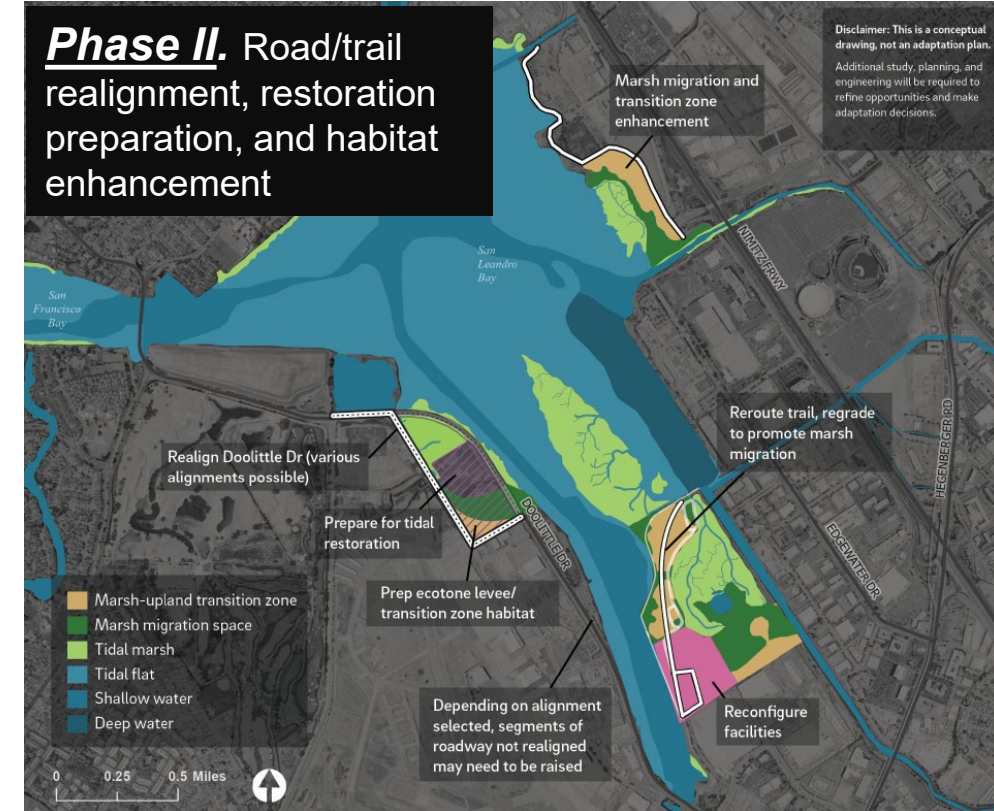 Phase II. Road/trail
realignment, restoration
preparation, and habitat
enhancement
Disclaimer: This is a conceptual
drawing, not an adaptation plan.
Additional study, planning, and
engineering will be required to
refine opportunities and make
adaptation decisions.
Marsh migration and
transition zone
enhancement
NIMITZ FRWY
San
Leandro
Bay
San
Francisco
Bay
Reroute trail, regrade
to promote marsh
migration
HEGENBERGER RD
Realign Doolittle Dr (various
alignments possible)
Prepare for tidal
restoration
DOOLITTLE DR
EDGEWATER DR
Prep ecotone levee/
transition zone habitat
Marsh-upland transition zone
Marsh migration space
Tidal marsh
Tidal flat
Shallow water
Deep water
Depending on alignment
selected, segments of
roadway not realigned
may need to be raised
Reconfigure
facilities
0 0.25 0.5 Miles